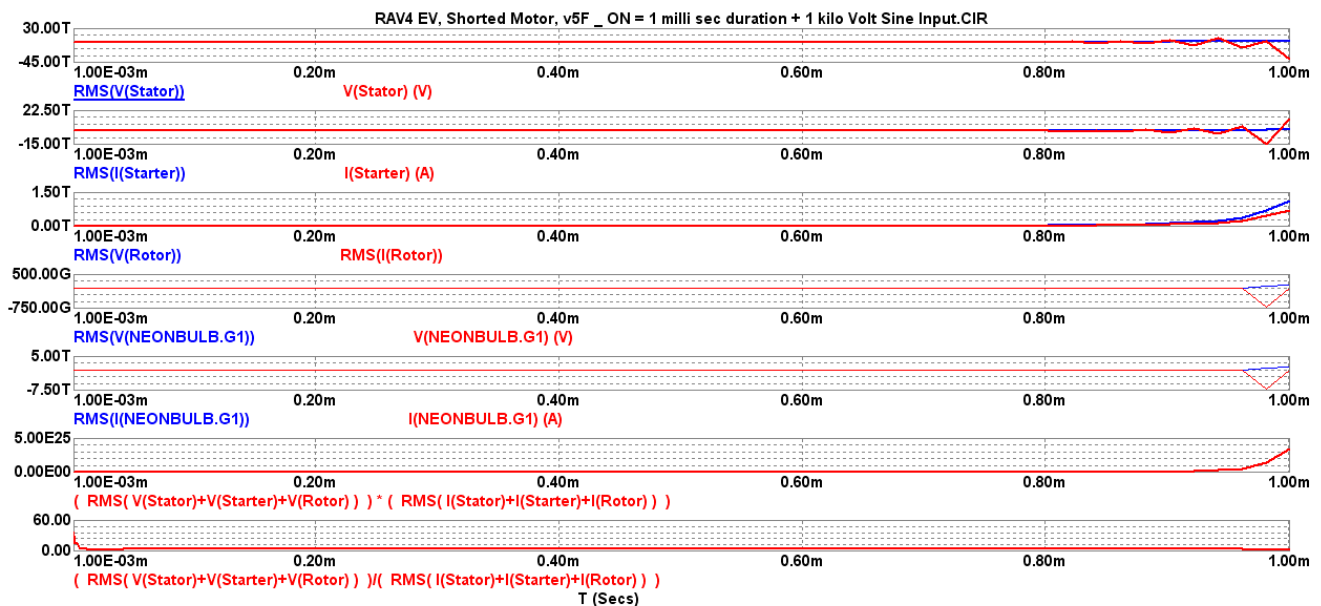 RAV4 EV, Shorted Motor, v5F _ ON = 1 milli sec duration + 1 kilo Volt Sine Input.CIR
30.00T
-45.00T
1.00E-03m 0.20m 0.40m 0.60m 0.80m 1.00m
RMS(V(Stator)) V(Stator) (V)
22.50T
-15.00T
1.00E-03m 0.20m 0.40m 0.60m 0.80m 1.00m
RMS(I(Starter)) I(Starter) (A)
1.50T
0.00T
1.00E-03m 0.20m 0.40m 0.60m 0.80m 1.00m
RMS(V(Rotor)) RMS(I(Rotor))
500.00G
-750.00G
1.00E-03m 0.20m 0.40m 0.60m 0.80m 1.00m
RMS(V(NEONBULB.G1)) V(NEONBULB.G1) (V)
5.00T
-7.50T
1.00E-03m 0.20m 0.40m 0.60m 0.80m 1.00m
RMS(I(NEONBULB.G1)) I(NEONBULB.G1) (A)
5.00E25
0.00E00
1.00E-03m 0.20m 0.40m 0.60m 0.80m 1.00m
( RMS( V(Stator)+V(Starter)+V(Rotor) ) ) * ( RMS( I(Stator)+I(Starter)+I(Rotor) ) )
60.00
0.00
1.00E-03m 0.20m 0.40m 0.60m 0.80m 1.00m
( RMS( V(Stator)+V(Starter)+V(Rotor) ) )/( RMS( I(Stator)+I(Starter)+I(Rotor) ) )
T (Secs)